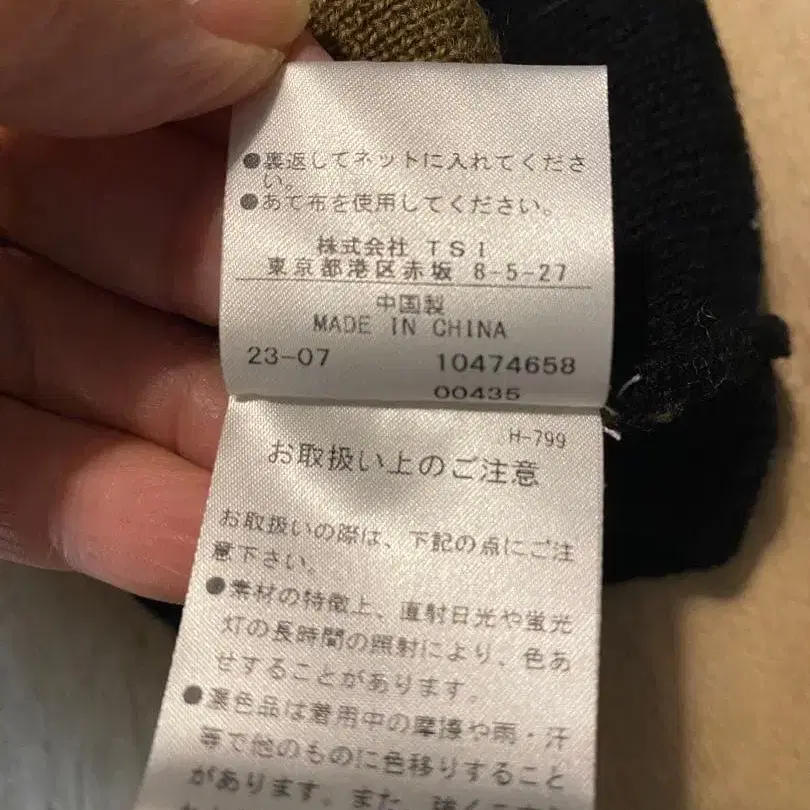 ●裏返してネットに入れてくださ
い。
●あて布を使用してください。
株式会社 TSI
東京都港区赤坂 8-5-27
中国製
MADE IN CHINA
23-07 10474658
00435
H-799
お取扱い上のご注意
お取扱いの際は、下記の点にご注
意下さい。
●素材の特徴上、直射日光や蛍光
灯の長時間の照射により、色あ
せすることがあります。
●濃色品は着用中の摩擦や雨・汗
等で他のものに色移りすること
があります。また、強くこする